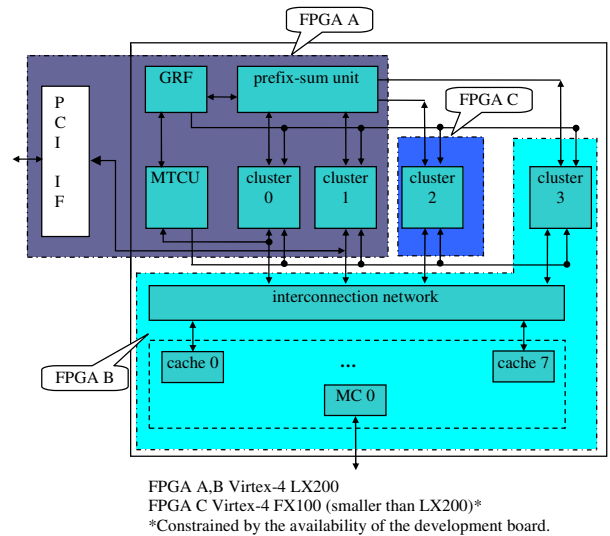 FPGA A
GRF
prefix-sum unit
FPGA C
P
C
I
I
F
MTCU
cluster
0
cluster
1
cluster
2
cluster
3
interconnection network
FPGA B
cache 0
...
cache 7
MC 0
FPGA A,B Virtex-4 LX200
FPGA C Virtex-4 FX100 (smaller than LX200)*
*Constrained by the availability of the development board.